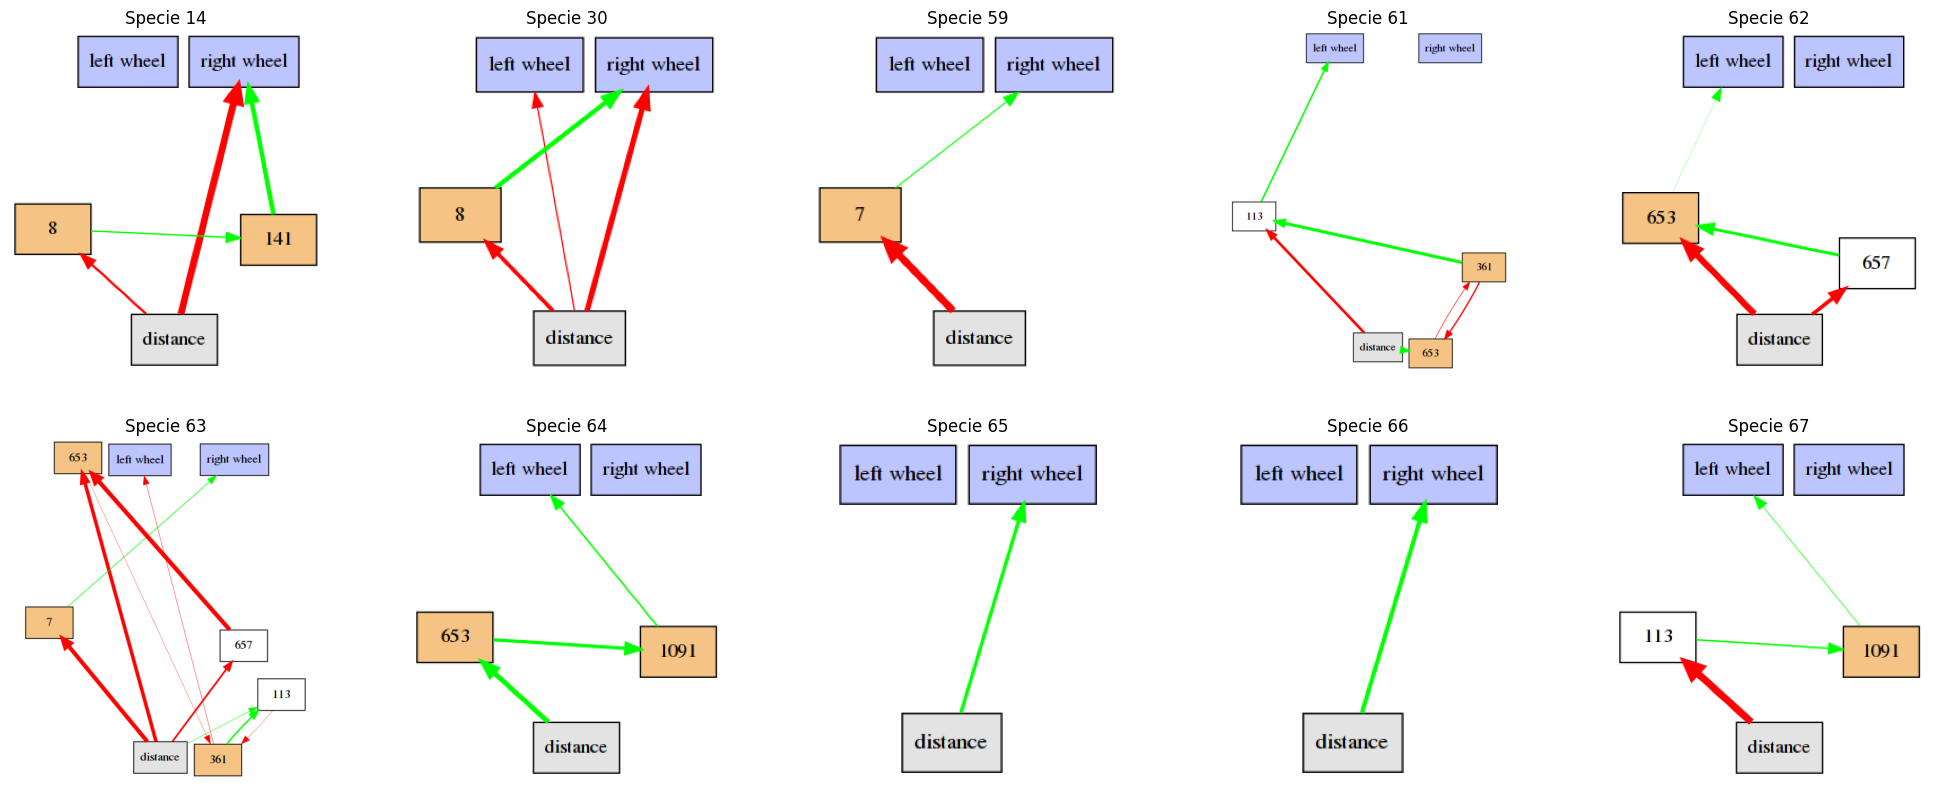 Specie 14
left wheel
right wheel
8
141
distance
Specie 30
left wheel
right wheel
8
distance
Specie 59
left wheel
right wheel
7
distance
Specie 61
left wheel
right wheel
113
361
distance
653
Specie 62
left wheel
right wheel
653
657
distance
Specie 63
653
left wheel
right wheel
7
657
113
distance
361
Specie 64
left wheel
right wheel
653
1091
distance
Specie 65
left wheel
right wheel
distance
Specie 66
left wheel
right wheel
distance
Specie 67
left wheel
right wheel
113
1091
distance